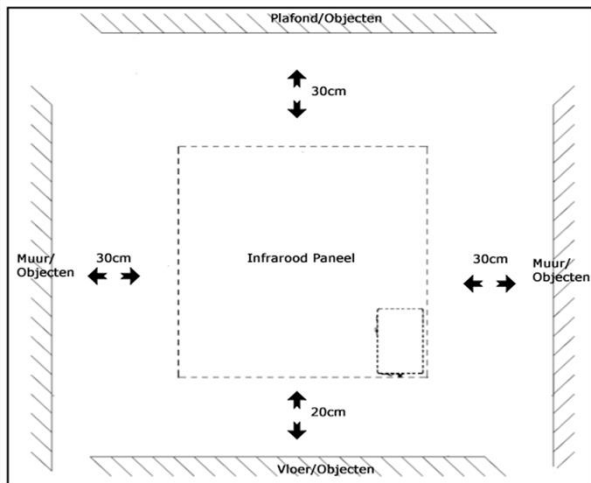 Plafond/Objecten
30cm
30cm
Muur/
Objecten
Infrarood Paneel
30cm
Muur/
Objecten
20cm
Vloer/Objecten